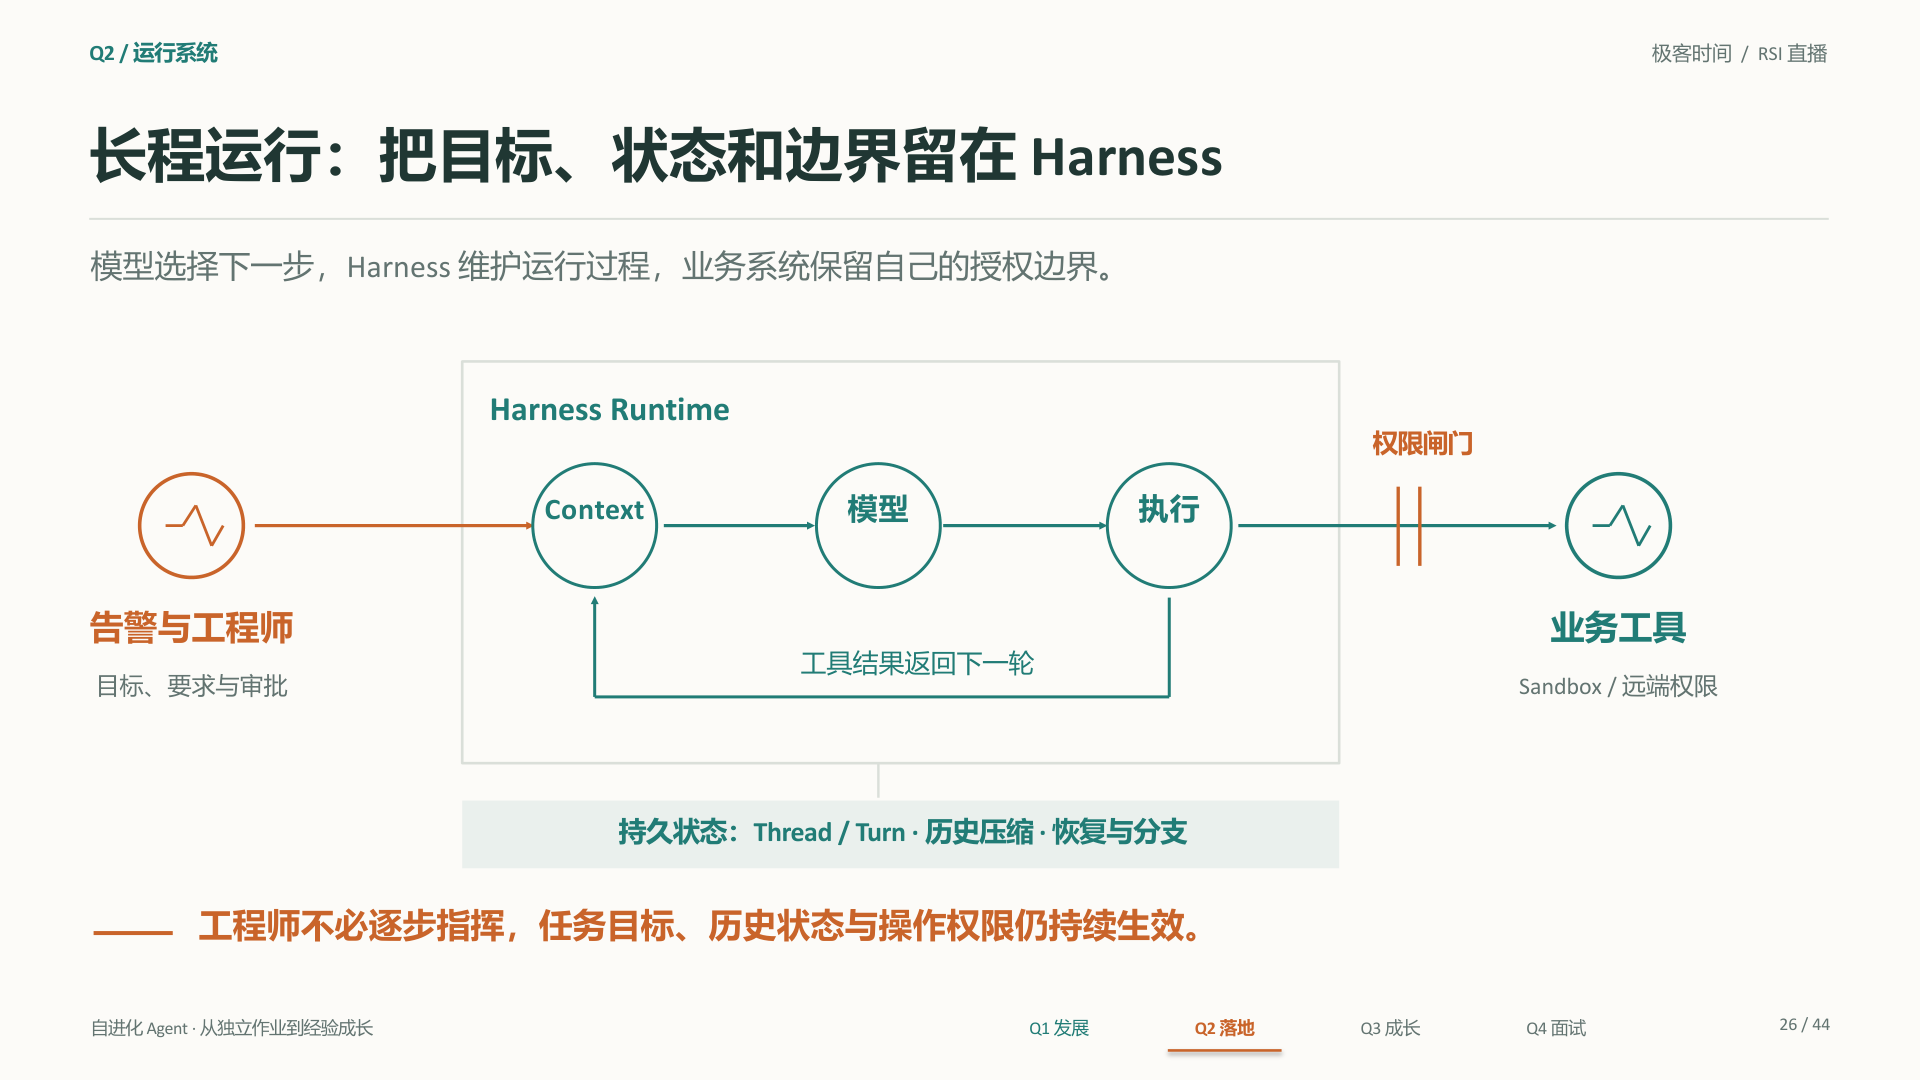 Q2 / 运行系统
极客时间 / RSI 直播
长程运行：把目标、状态和边界留在 Harness
模型选择下一步，Harness 维护运行过程，业务系统保留自己的授权边界。
Harness Runtime
权限闸门
Context
模型
执行
告警与工程师
目标、要求与审批
工具结果返回下一轮
业务工具
Sandbox / 远端权限
持久状态：Thread / Turn · 历史压缩 · 恢复与分支
工程师不必逐步指挥，任务目标、历史状态与操作权限仍持续生效。
自进化 Agent · 从独立作业到经验成长
Q1 发展
Q2 落地
Q3 成长
Q4 面试
26 / 44